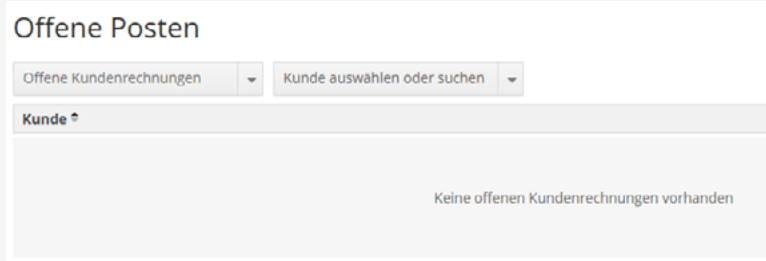 Offene Posten
Offene Kundenrechnungen
Kunde auswählen oder suchen
Kunde
Keine offenen Kundenrechnungen vorhanden